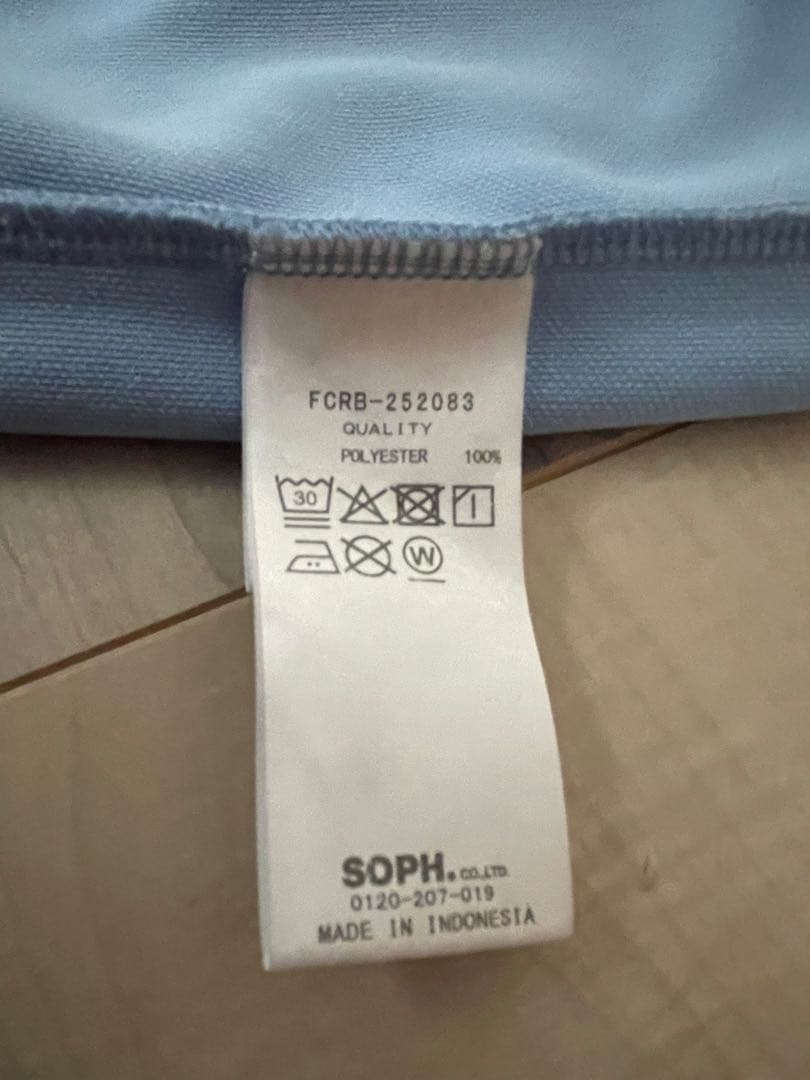 FCRB-252083
QUALITY
POLYESTER 100%
30
W
SOPH. CO.,LTD.
0120-207-019
MADE IN INDONESIA